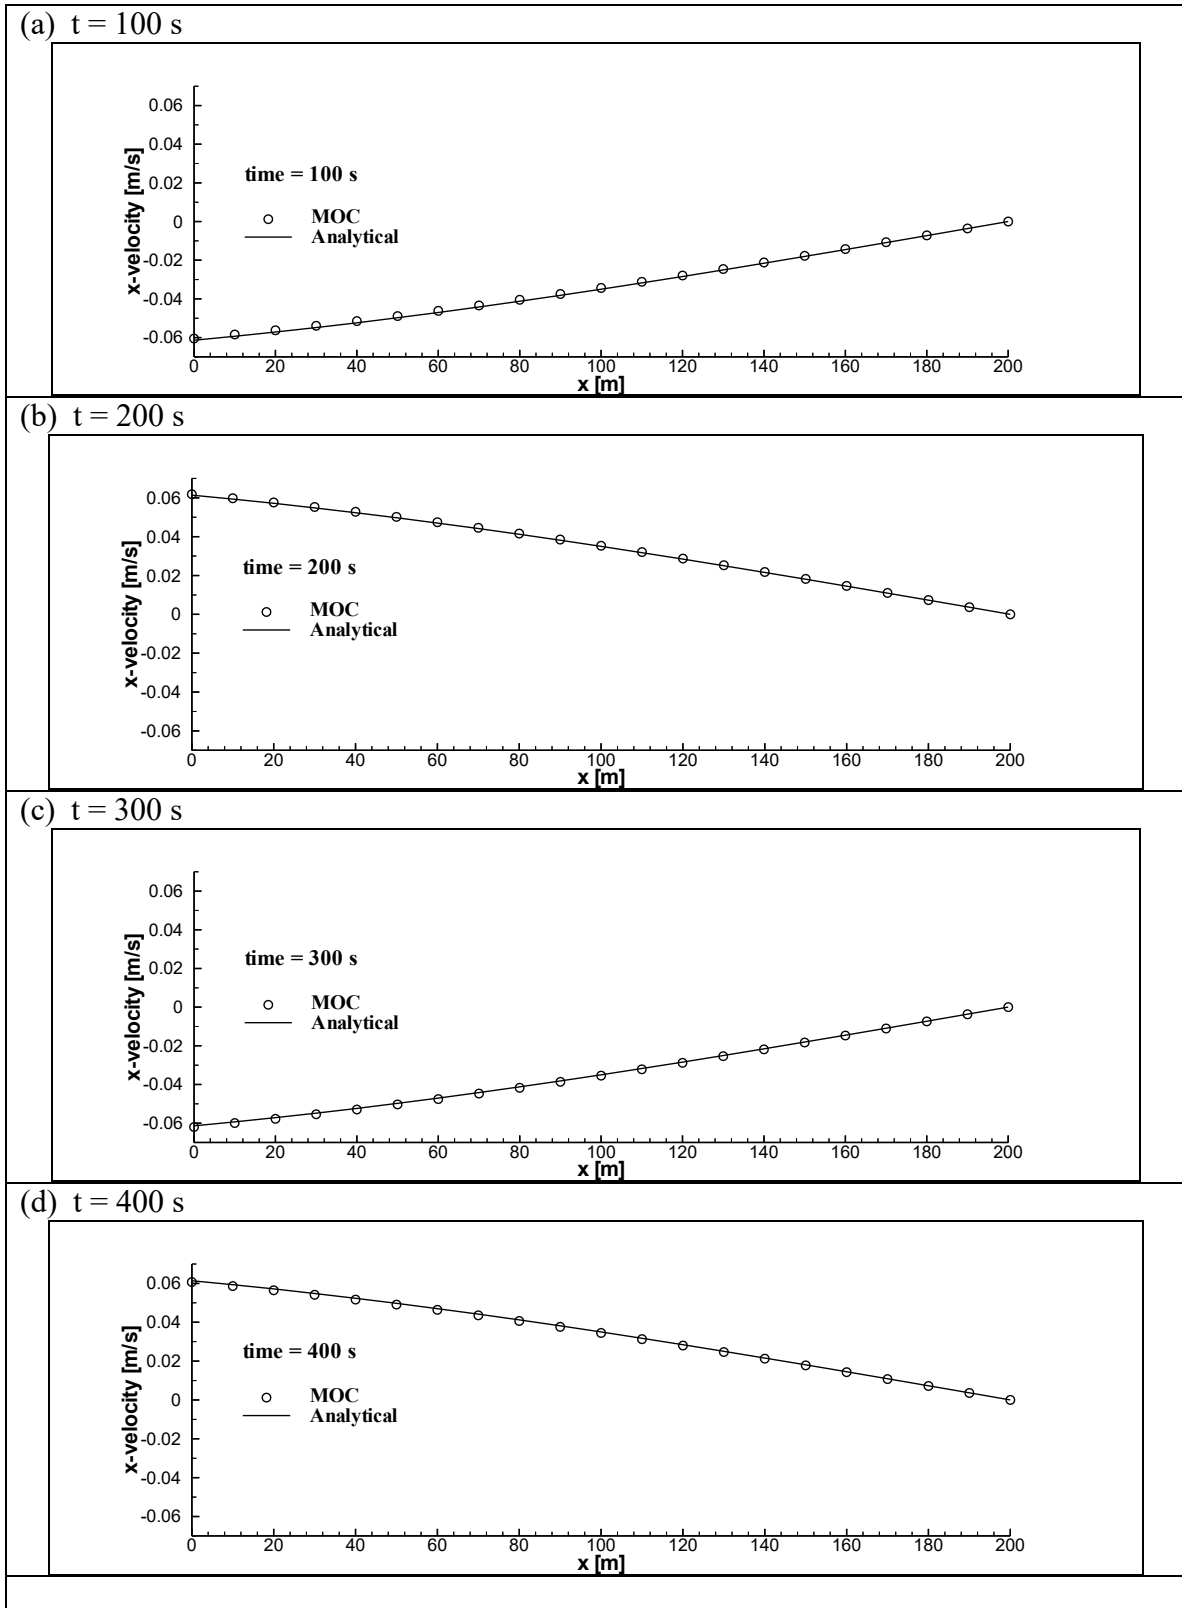 (a) t = 100 s
0.06
0.04
0.02
0
-0.02
-0.04
-0.06
x-velocity [m/s]
time = 100 s
MOC
Analytical
0 20 40 60 80 100 120 140 160 180 200
x [m]
(b) t = 200 s
0.06
0.04
0.02
0
-0.02
-0.04
-0.06
x-velocity [m/s]
time = 200 s
MOC
Analytical
0 20 40 60 80 100 120 140 160 180 200
x [m]
(c) t = 300 s
0.06
0.04
0.02
0
-0.02
-0.04
-0.06
x-velocity [m/s]
time = 300 s
MOC
Analytical
0 20 40 60 80 100 120 140 160 180 200
x [m]
(d) t = 400 s
0.06
0.04
0.02
0
-0.02
-0.04
-0.06
x-velocity [m/s]
time = 400 s
MOC
Analytical
0 20 40 60 80 100 120 140 160 180 200
x [m]